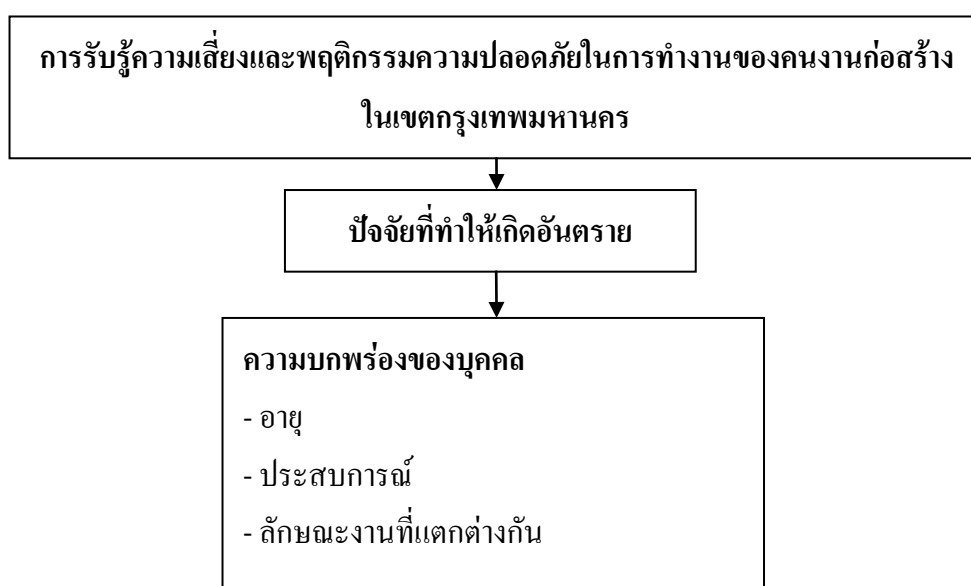 การรับรู้ความเสี่ยงและพฤติกรรมความปลอดภัยในการทำงานของคนงานก่อสร้าง
ในเขตกรุงเทพมหานคร
ปัจจัยที่ทำให้เกิดอันตราย
ความบกพร่องของบุคคล
- อายุ
- ประสบการณ์
- ลักษณะงานที่แตกต่างกัน